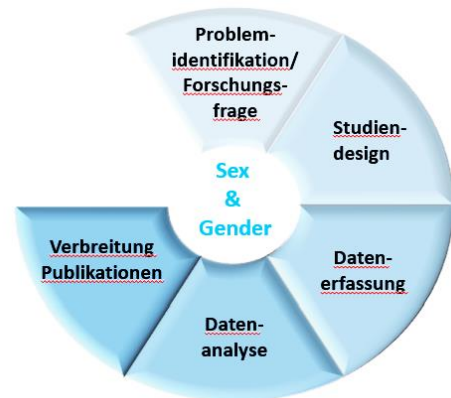 Problem-
identifikation/
Forschungs-
frage
Studien-
design
Daten-
erfassung
Daten-
analyse
Verbreitung
Publikationen
Sex
&
Gender